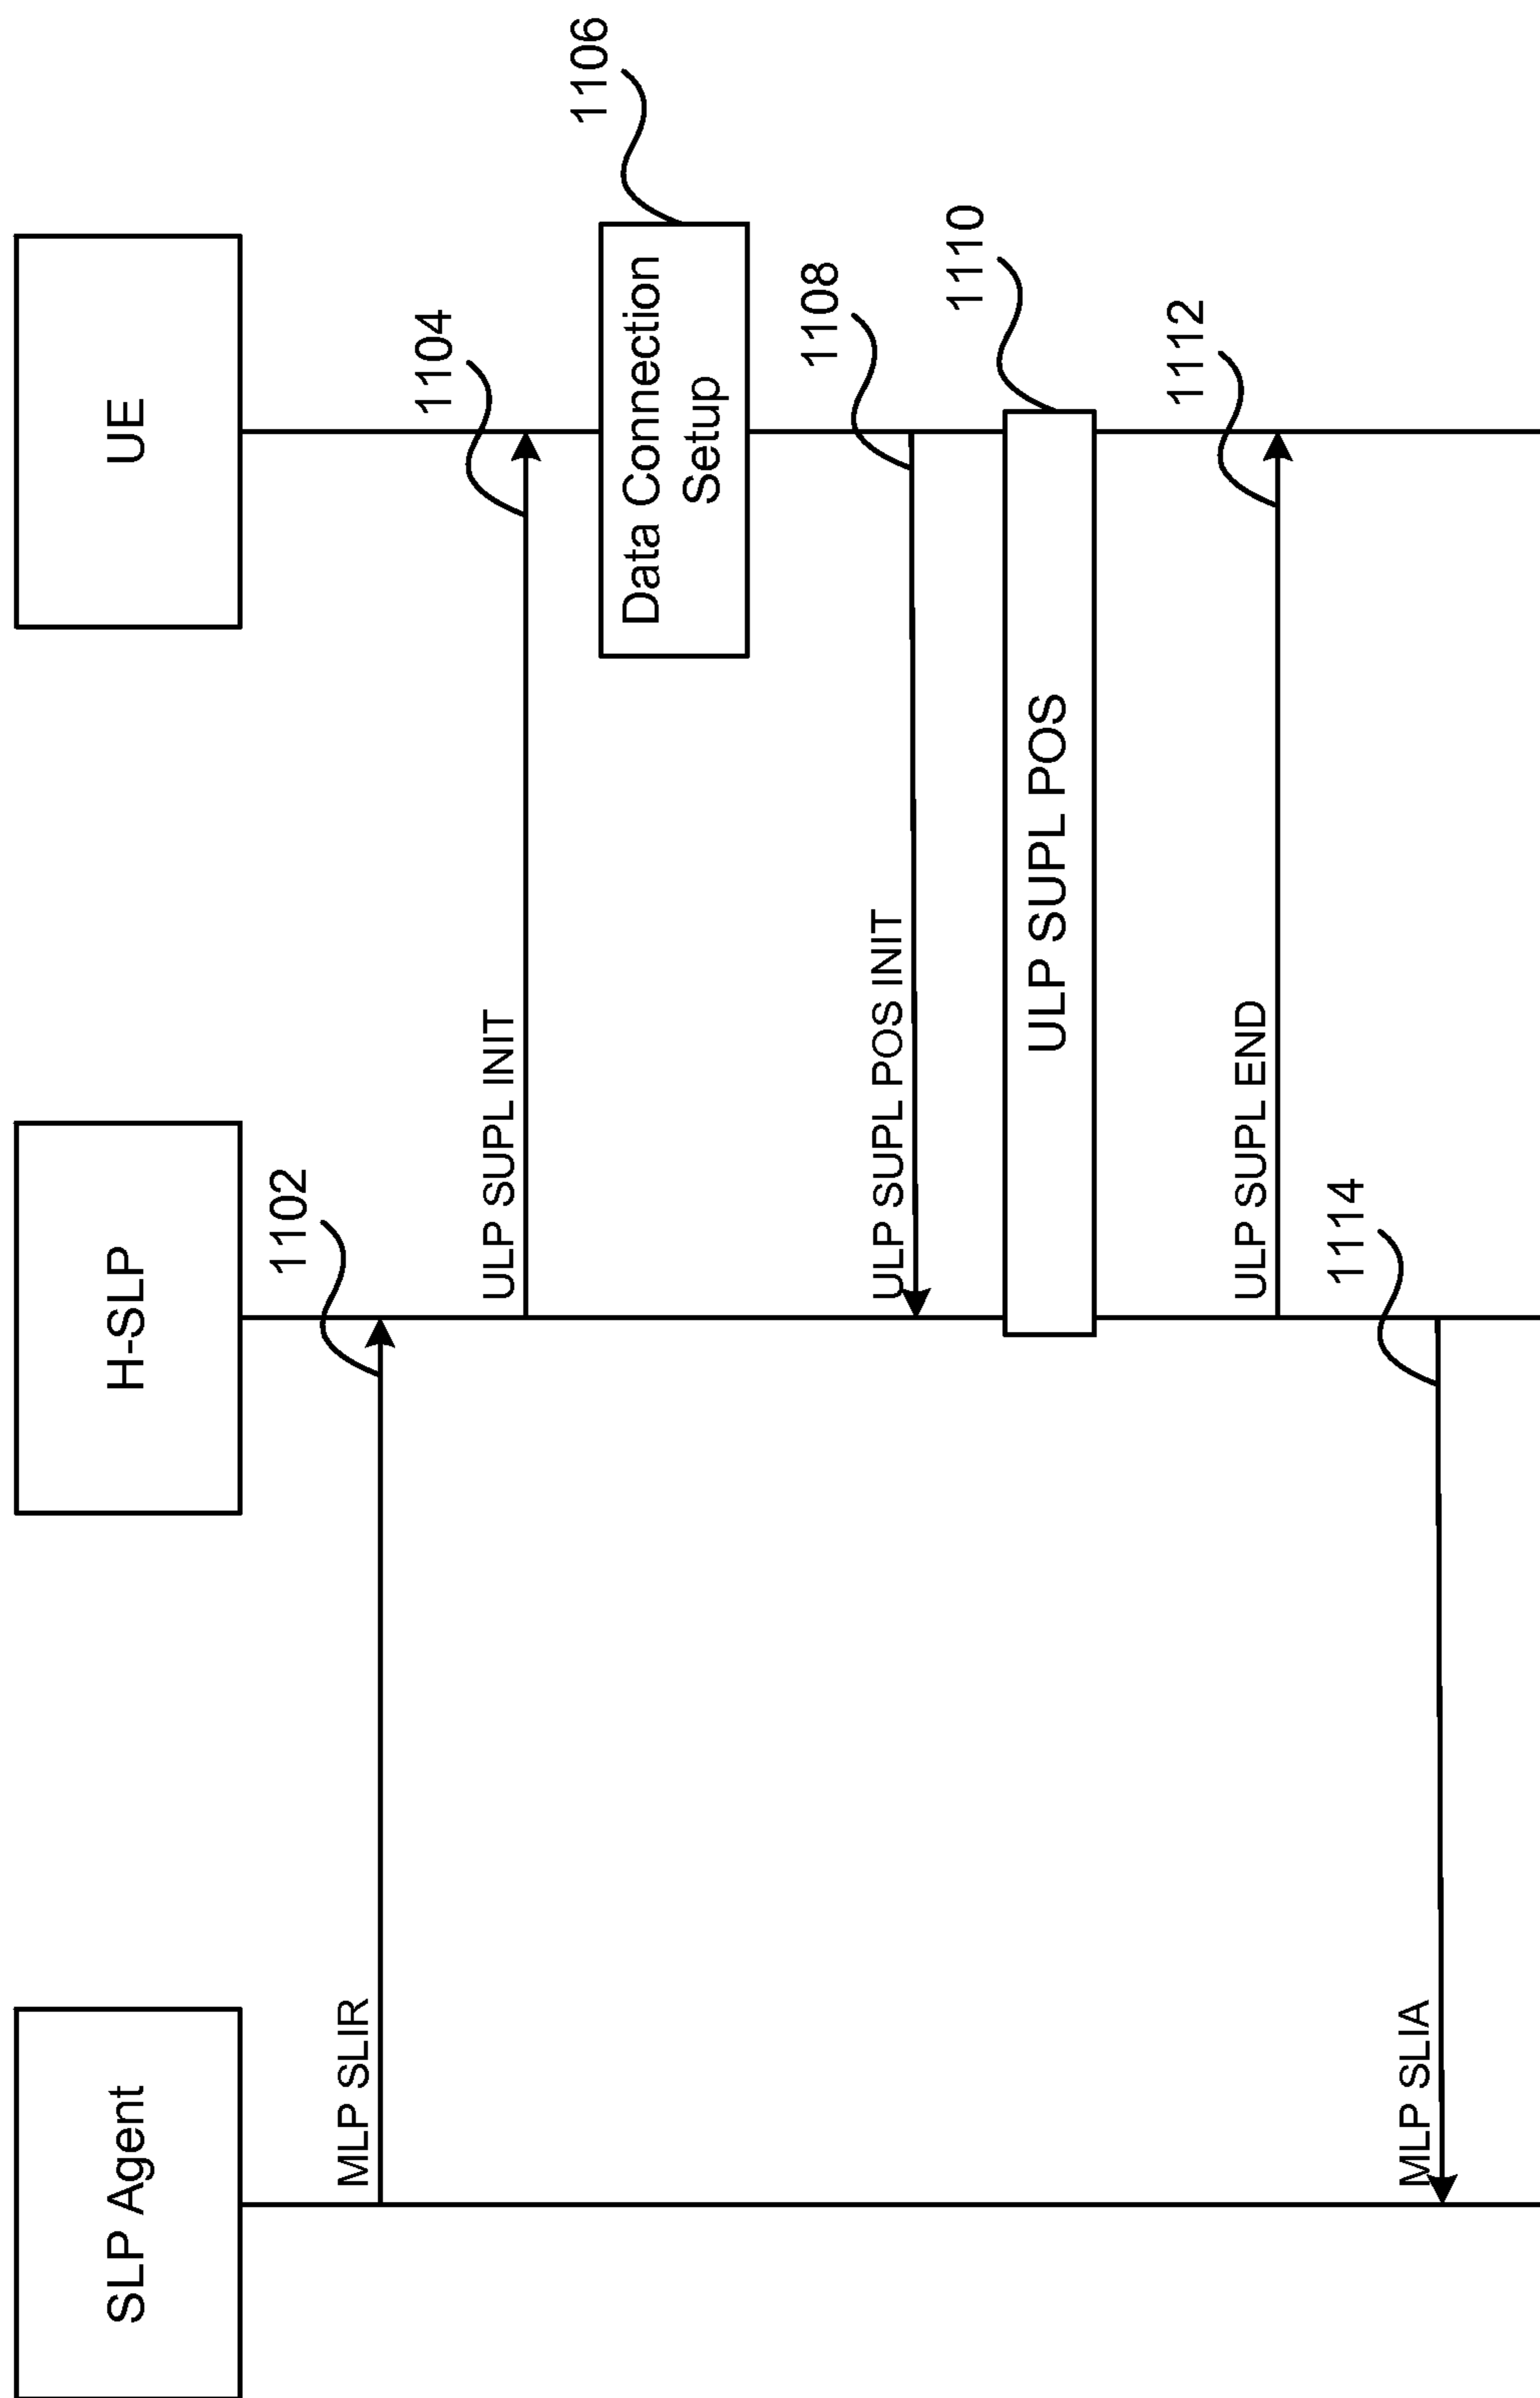 SLP Agent
H-SLP
UE
1102
MLP SLIR
1104
ULP SUPL INIT
1106
Data Connection
Setup
1108
ULP SUPL POS INIT
1110
ULP SUPL POS
1112
ULP SUPL END
1114
MLP SLIA